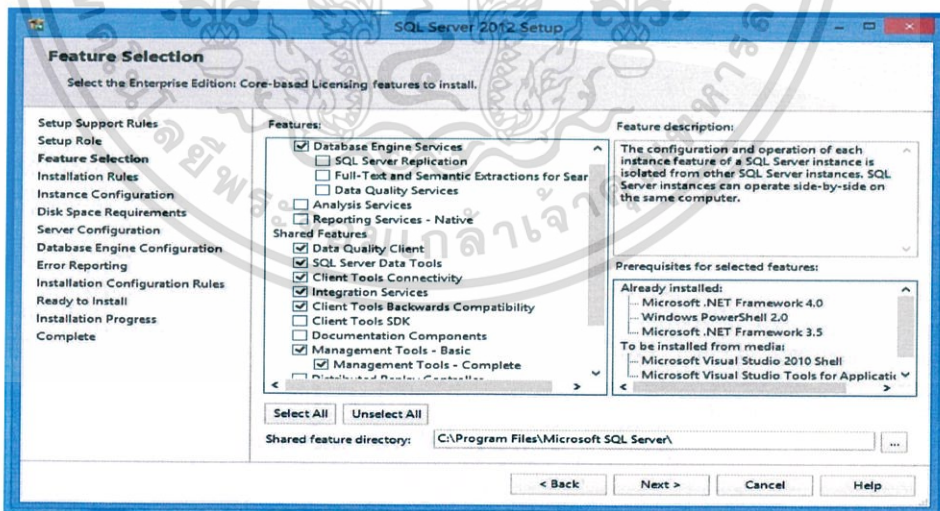 SQL Server 2012 Setup
Feature Selection
Select the Enterprise Edition: Core-based Licensing features to install.
Setup Support Rules
Setup Role
Feature Selection
Installation Rules
Instance Configuration
Disk Space Requirements
Server Configuration
Database Engine Configuration
Error Reporting
Installation Configuration Rules
Ready to Install
Installation Progress
Complete
Features:
Database Engine Services
SQL Server Replication
Full-Text and Semantic Extractions for Sear
Data Quality Services
Analysis Services
Reporting Services - Native
Shared Features
Data Quality Client
SQL Server Data Tools
Client Tools Connectivity
Integration Services
Client Tools Backwards Compatibility
Client Tools SDK
Documentation Components
Management Tools - Basic
Management Tools - Complete
Distributed Replay Controller
Select All
Unselect All
Feature description:
The configuration and operation of each
instance feature of a SQL Server instance is
isolated from other SQL Server instances. SQL
Server instances can operate side-by-side on
the same computer.
Prerequisites for selected features:
Already installed:
Microsoft .NET Framework 4.0
Windows PowerShell 2.0
Microsoft .NET Framework 3.5
To be installed from media:
Microsoft Visual Studio 2010 Shell
Microsoft Visual Studio Tools for Applicatic
Shared feature directory:
C:\Program Files\Microsoft SQL Server\
...
< Back
Next >
Cancel
Help